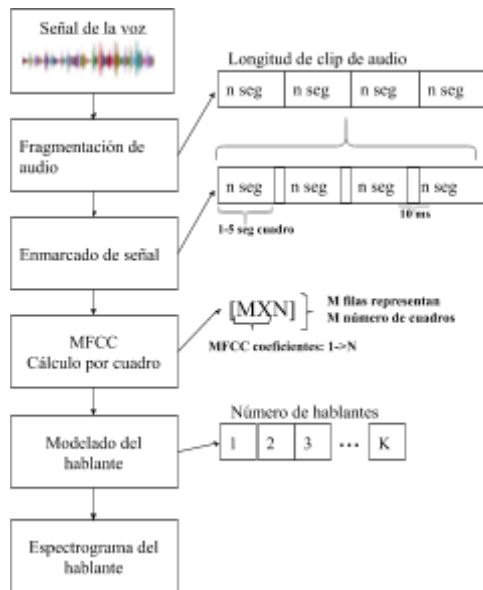 Señal de la voz
Longitud de clip de audio
n seg n seg n seg n seg
Fragmentación de
audio
n seg n seg n seg n seg
1-5 seg cuadro
10 ms
Enmarcado de señal
[MXN]
M filas representan
M número de cuadros
MFCC coeficientes: 1->N
MFCC
Cálculo por cuadro
Número de hablantes
1 2 3 ... K
Modelado del
hablante
Espectrograma del
hablante